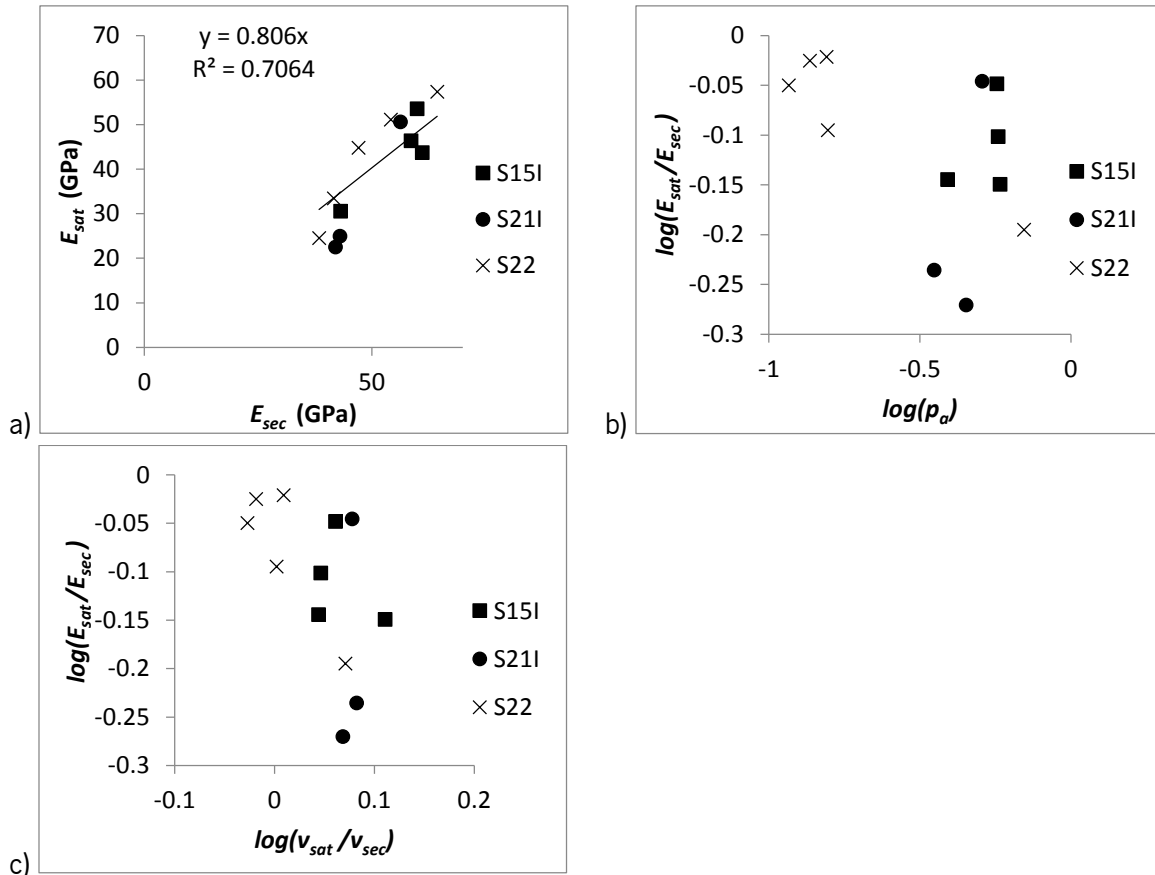 y = 0.806x
R² = 0.7064
70
60
50
40
30
20
10
0
E_sat (GPa)
0
50
E_sec (GPa)
S15I
S21I
S22
a)
0
-0.05
-0.1
-0.15
-0.2
-0.25
-0.3
log(E_sat/E_sec)
-1
-0.5
0
log(p_a)
S15I
S21I
S22
b)
0
-0.05
-0.1
-0.15
-0.2
-0.25
-0.3
log(E_sat/E_sec)
-0.1
0
0.1
0.2
log(v_sat/v_sec)
S15I
S21I
S22
c)